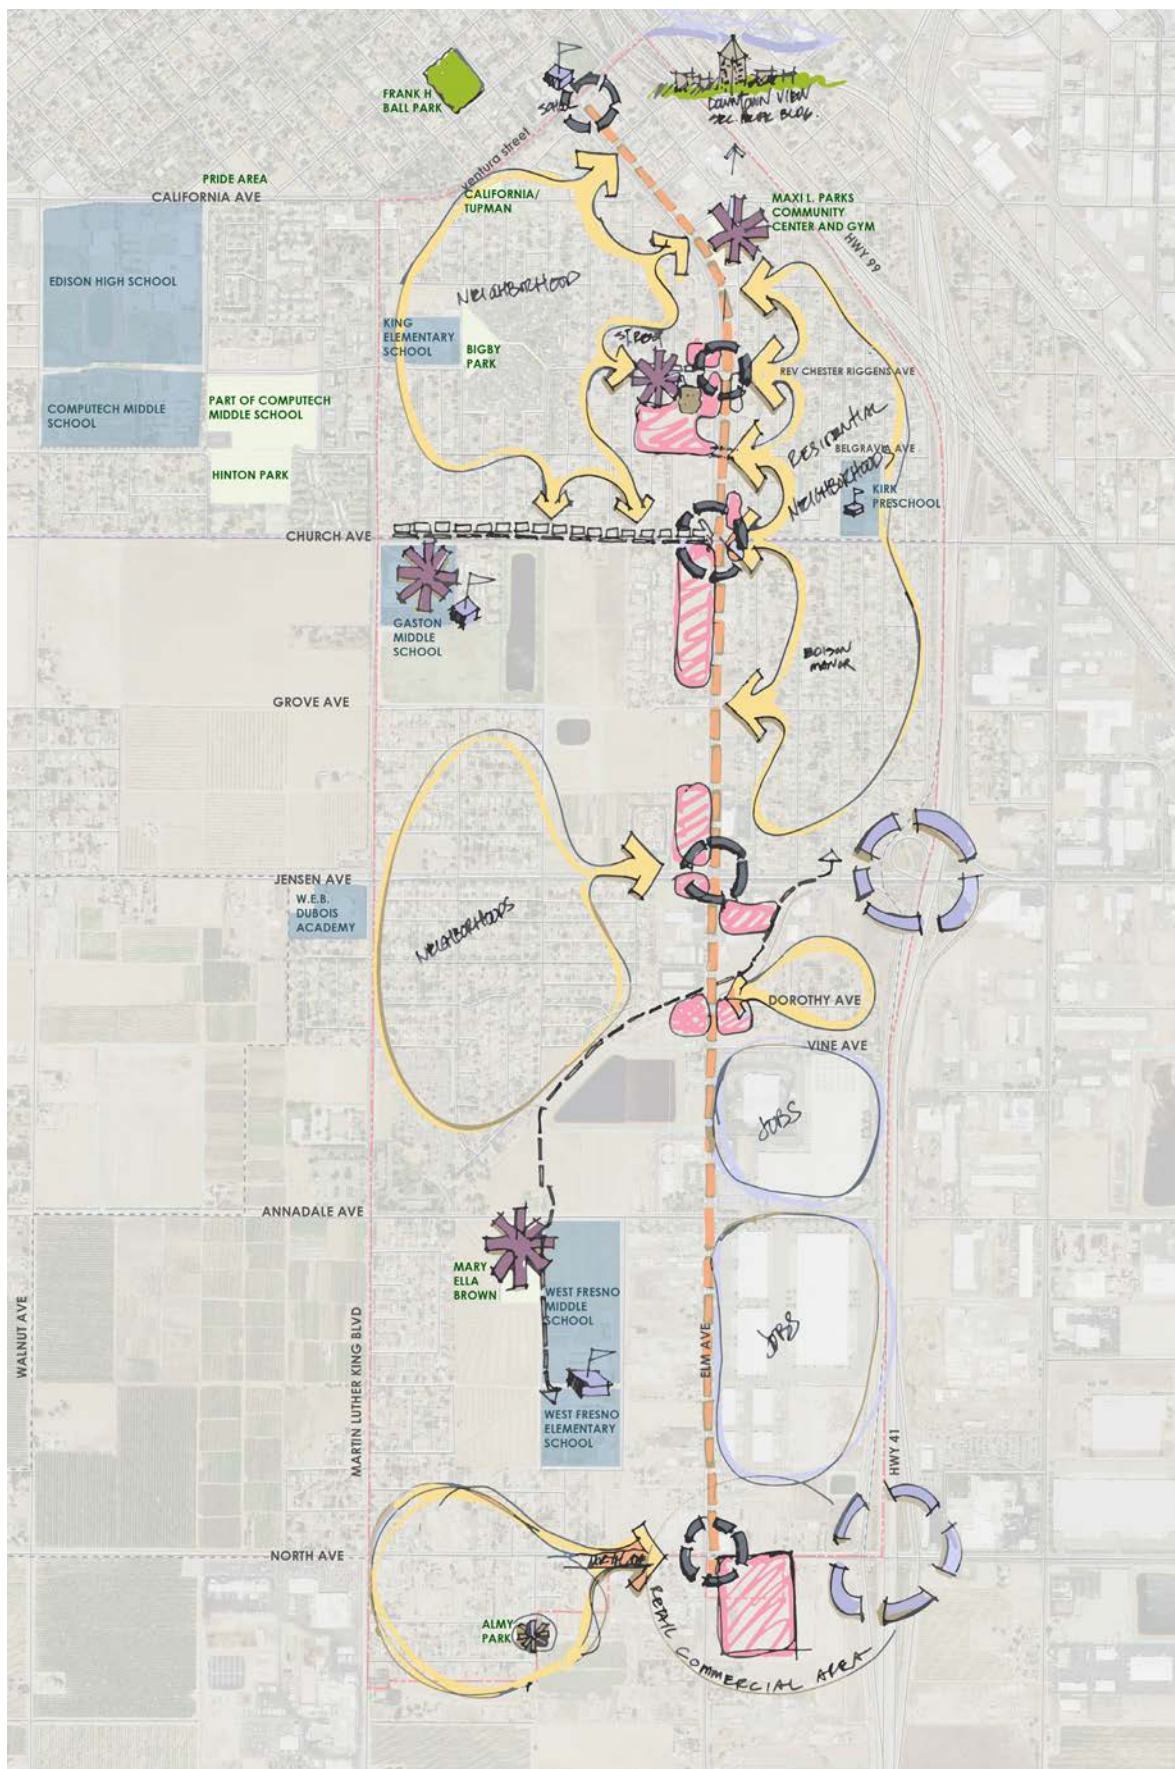 FRANK H
BALL PARK
SCHOOL
DOWNTOWN VIEW
BLDG.
ventura street
PRIDE AREA
CALIFORNIA AVE
CALIFORNIA/
TUPMAN
MAXI L. PARKS
COMMUNITY
CENTER AND GYM
HWY 99
EDISON HIGH SCHOOL
NEIGHBORHOOD
KING
ELEMENTARY
SCHOOL
BIGBY
PARK
STREET
REV CHESTER RIGGENS AVE
COMPUTECH MIDDLE
SCHOOL
PART OF COMPUTECH
MIDDLE SCHOOL
RESIDENTIAL
NEIGHBORHOOD
BELGRAVIA AVE
HINTON PARK
KIRK
PRESCHOOL
CHURCH AVE
GASTON
MIDDLE
SCHOOL
EDISON
MANOR
GROVE AVE
JENSEN AVE
W.E.B.
DUBOIS
ACADEMY
NEIGHBORHOODS
DOROTHY AVE
VINE AVE
JOBS
ANNADALE AVE
MARY
ELLA
BROWN
WEST FRESNO
MIDDLE
SCHOOL
WALNUT AVE
MARTIN LUTHER KING BLVD
ELM AVE
JOBS
WEST FRESNO
ELEMENTARY
SCHOOL
HWY 41
NORTH AVE
ALMY
PARK
RETAIL COMMERCIAL AREA